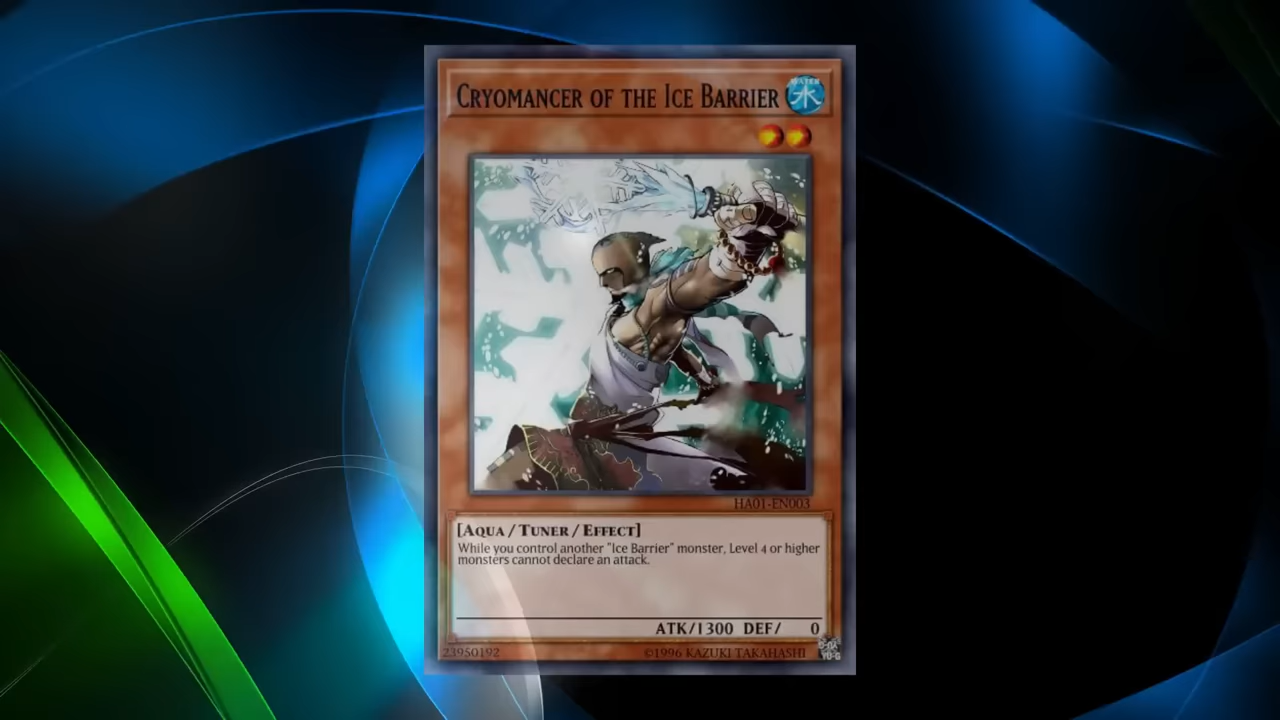 CRYOMANCER OF THE ICE BARRIER
WATER
水
HA01-EN003
[AQUA / TUNER / EFFECT]
While you control another "Ice Barrier" monster, Level 4 or higher
monsters cannot declare an attack.
ATK/1300 DEF/ 0
23950192
©1996 KAZUKI TAKAHASHI